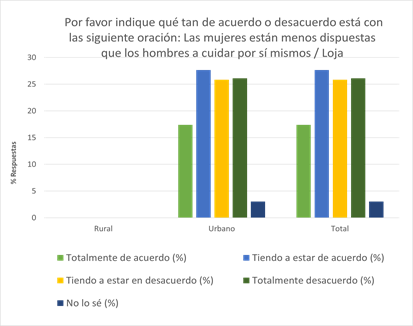 Por favor indique qué tan de acuerdo o desacuerdo está con
las siguiente oración: Las mujeres están menos dispuestas
que los hombres a cuidar por sí mismos / Loja
30
25
20
15
10
5
0
% Respuestas
Rural Urbano Total
Totalmente de acuerdo (%) Tiendo a estar de acuerdo (%)
Tiendo a estar en desacuerdo (%) Totalmente desacuerdo (%)
No lo sé (%)